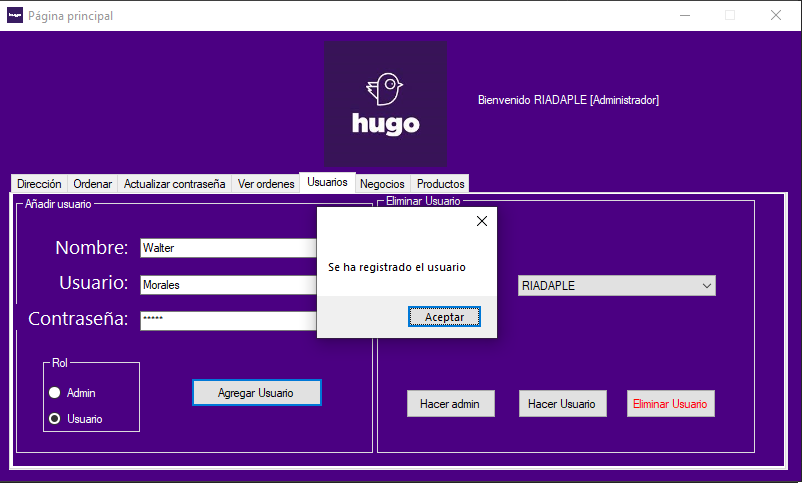 hugo
Página principal
hugo
Bienvenido RIADAPLE [Administrador]
Dirección
Ordenar
Actualizar contraseña
Ver ordenes
Usuarios
Negocios
Productos
Añadir usuario
Nombre:
Walter
Usuario:
Morales
Contraseña:
*****
Rol
Admin
Usuario
Agregar Usuario
Se ha registrado el usuario
Aceptar
Eliminar Usuario
RIADAPLE
Hacer admin
Hacer Usuario
Eliminar Usuario